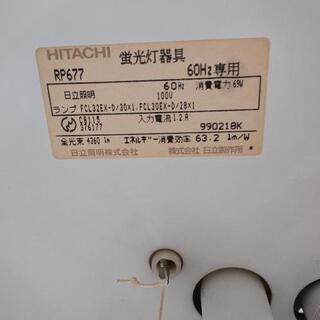 HITACHI 蛍光灯器具
RP677 60Hz専用
60Hz 消費電力69W
日立照明 100V
ランプ FCL32EX-D/30×1,FCL30EX-D/28×1
入力電流1.2A
990218K
全光束 4360 lm エネルギー消費効率 63.2 lm/W
日立照明株式会社 株式会社 日立製作所